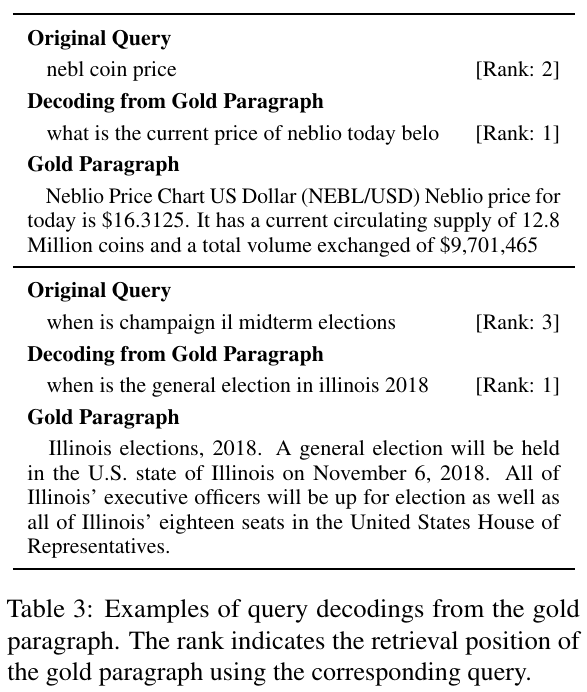 Original Query
nebl coin price [Rank: 2]
Decoding from Gold Paragraph
what is the current price of neblio today belo [Rank: 1]
Gold Paragraph
Neblio Price Chart US Dollar (NEBL/USD) Neblio price for
today is $16.3125. It has a current circulating supply of 12.8
Million coins and a total volume exchanged of $9,701,465
Original Query
when is champaign il midterm elections [Rank: 3]
Decoding from Gold Paragraph
when is the general election in illinois 2018 [Rank: 1]
Gold Paragraph
Illinois elections, 2018. A general election will be held
in the U.S. state of Illinois on November 6, 2018. All of
Illinois' executive officers will be up for election as well as
all of Illinois' eighteen seats in the United States House of
Representatives.
Table 3: Examples of query decodings from the gold
paragraph. The rank indicates the retrieval position of
the gold paragraph using the corresponding query.